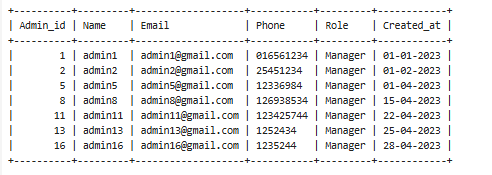 +----------+---------+-------------------+-----------+---------+------------+
| Admin_id | Name    | Email             | Phone     | Role    | Created_at |
+----------+---------+-------------------+-----------+---------+------------+
|        1 | admin1  | admin1@gmail.com  | 016561234 | Manager | 01-01-2023 |
|        2 | admin2  | admin2@gmail.com  | 25451234  | Manager | 01-02-2023 |
|        5 | admin5  | admin5@gmail.com  | 12336984  | Manager | 01-04-2023 |
|        8 | admin8  | admin8@gmail.com  | 126938534 | Manager | 15-04-2023 |
|       11 | admin11 | admin11@gmail.com | 123425744 | Manager | 22-04-2023 |
|       13 | admin13 | admin13@gmail.com | 1252434   | Manager | 25-04-2023 |
|       16 | admin16 | admin16@gmail.com | 1235244   | Manager | 28-04-2023 |
+----------+---------+-------------------+-----------+---------+------------+